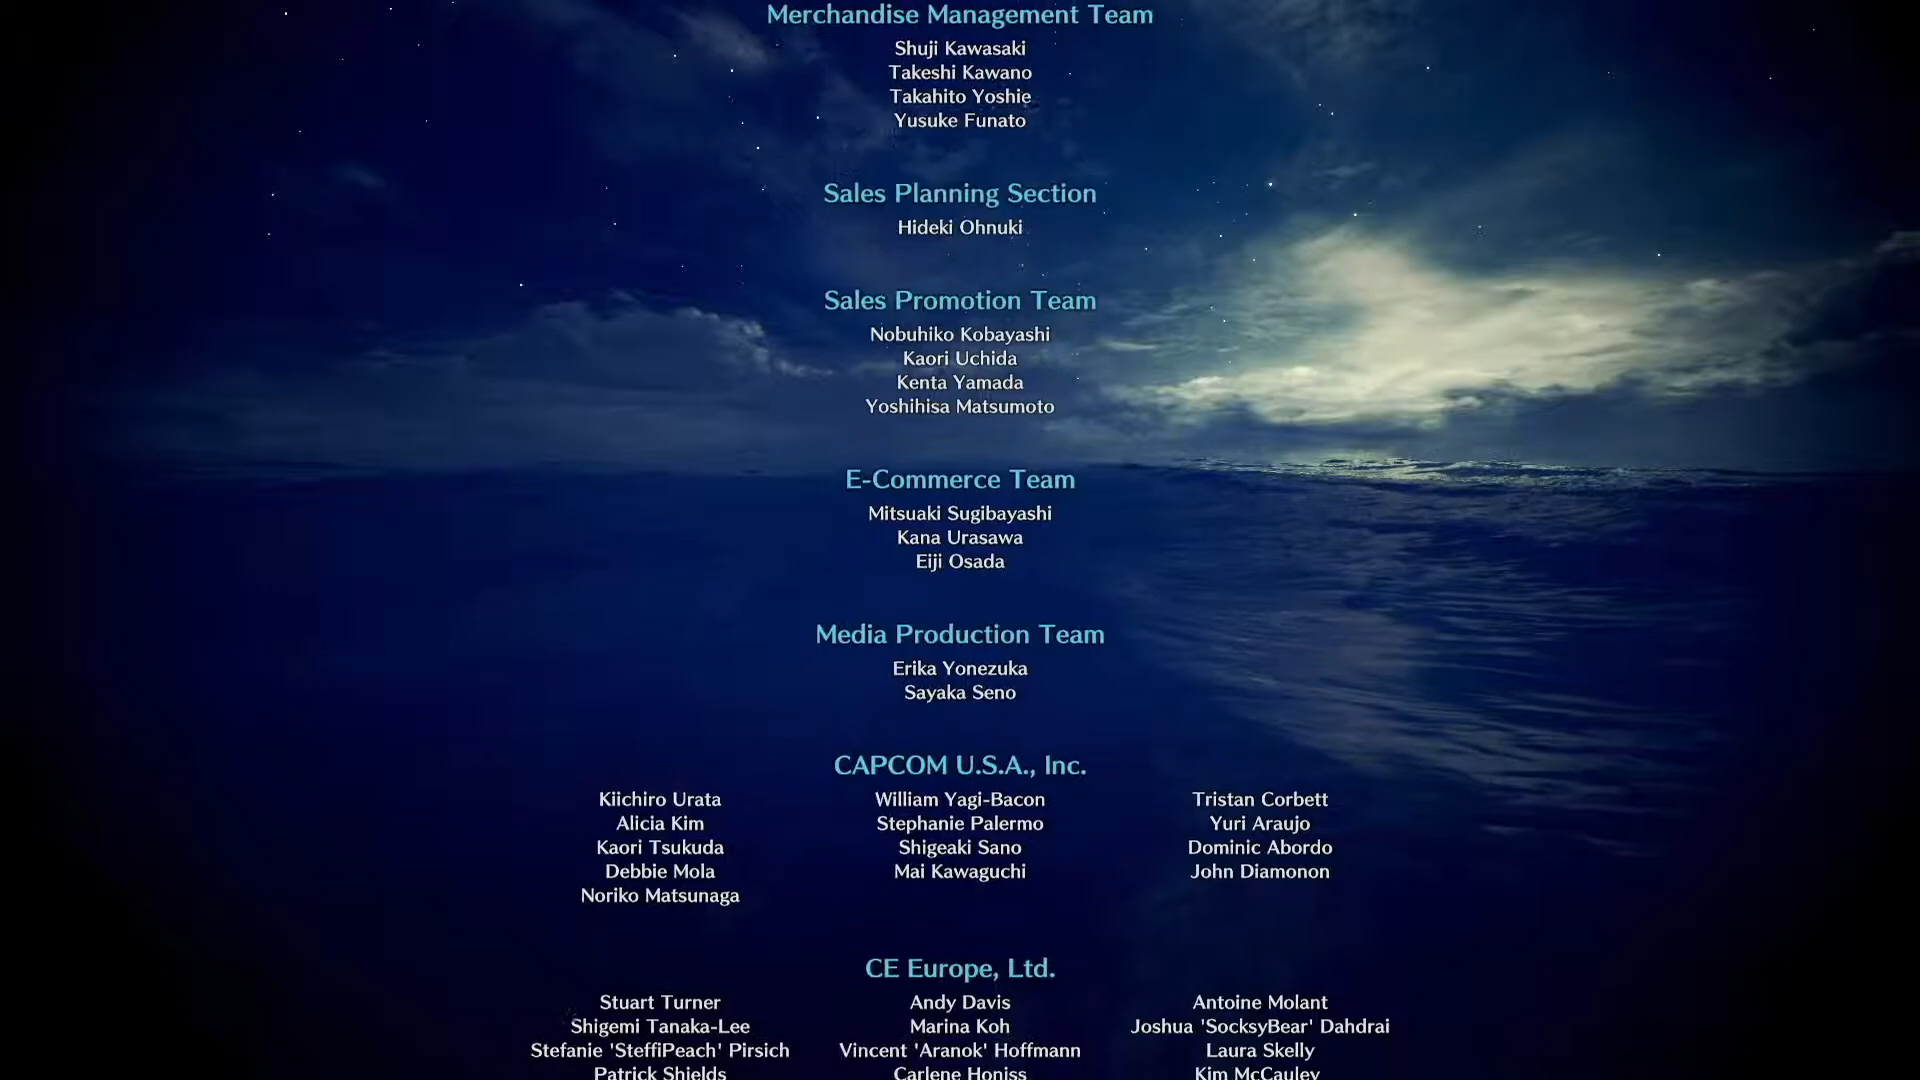 Merchandise Management Team
Shuji Kawasaki
Takeshi Kawano
Takahito Yoshie
Yusuke Funato
Sales Planning Section
Hideki Ohnuki
Sales Promotion Team
Nobuhiko Kobayashi
Kaori Uchida
Kenta Yamada
Yoshihisa Matsumoto
E-Commerce Team
Mitsuaki Sugibayashi
Kana Urasawa
Eiji Osada
Media Production Team
Erika Yonezuka
Sayaka Seno
CAPCOM U.S.A., Inc.
Kiichiro Urata William Yagi-Bacon Tristan Corbett
Alicia Kim Stephanie Palermo Yuri Araujo
Kaori Tsukuda Shigeaki Sano Dominic Abordo
Debbie Mola Mai Kawaguchi John Diamonon
Noriko Matsunaga
CE Europe, Ltd.
Stuart Turner Andy Davis Antoine Molant
Shigemi Tanaka-Lee Marina Koh Joshua 'SocksyBear' Dahdrai
Stefanie 'SteffiPeach' Pirsich Vincent 'Aranok' Hoffmann Laura Skelly
Patrick Shields Carlene Honiss Kim McCauley